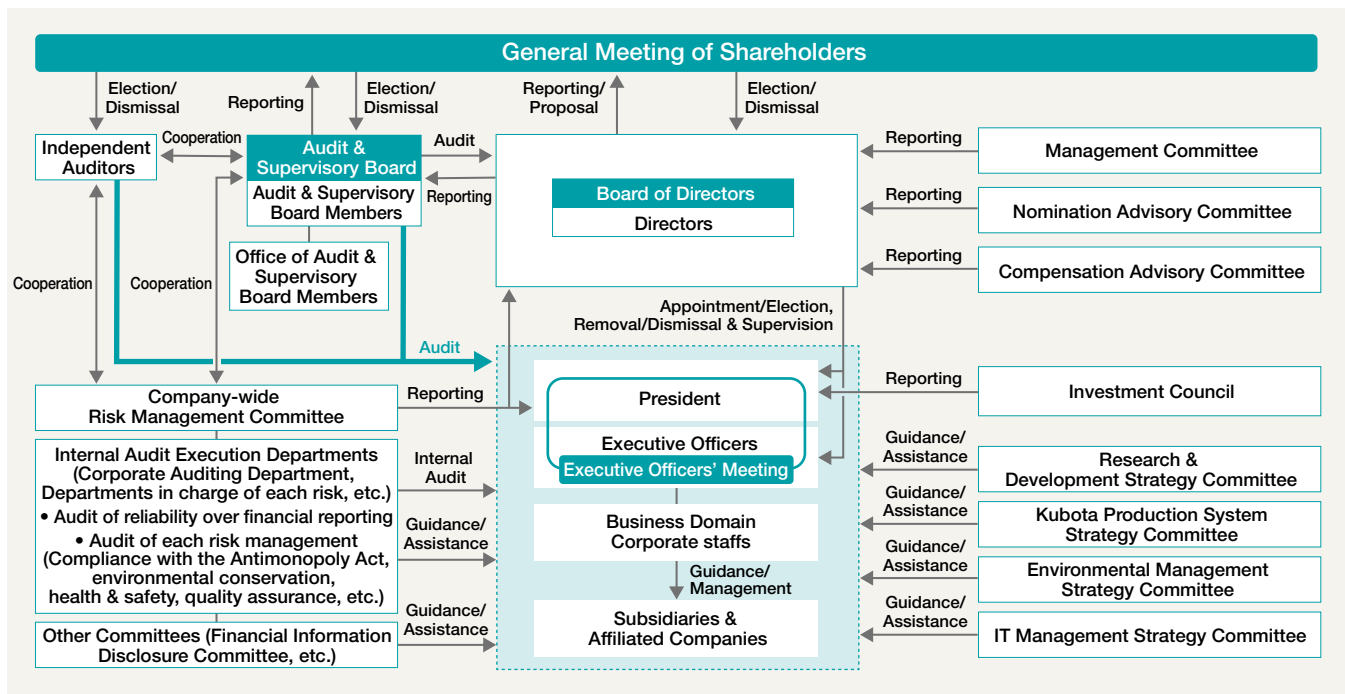 General Meeting of Shareholders
Election/
Dismissal
Reporting
Election/
Dismissal
Reporting/
Proposal
Election/
Dismissal
Independent
Auditors
Cooperation
Audit &
Supervisory Board
Audit & Supervisory
Board Members
Office of Audit &
Supervisory
Board Members
Audit
Reporting
Board of Directors
Directors
Reporting
Management Committee
Reporting
Nomination Advisory Committee
Reporting
Compensation Advisory Committee
Cooperation
Cooperation
Appointment/Election,
Removal/Dismissal & Supervision
Audit
Company-wide
Risk Management Committee
Reporting
President
Reporting
Investment Council
Executive Officers
Executive Officers' Meeting
Internal Audit Execution Departments
(Corporate Auditing Department,
Departments in charge of each risk, etc.)
• Audit of reliability over financial reporting
• Audit of each risk management
(Compliance with the Antimonopoly Act,
environmental conservation,
health & safety, quality assurance, etc.)
Internal
Audit
Guidance/
Assistance
Business Domain
Corporate staffs
Guidance/
Management
Subsidiaries &
Affiliated Companies
Other Committees (Financial Information
Disclosure Committee, etc.)
Guidance/
Assistance
Guidance/
Assistance
Research &
Development Strategy Committee
Guidance/
Assistance
Kubota Production System
Strategy Committee
Guidance/
Assistance
Environmental Management
Strategy Committee
Guidance/
Assistance
IT Management Strategy Committee